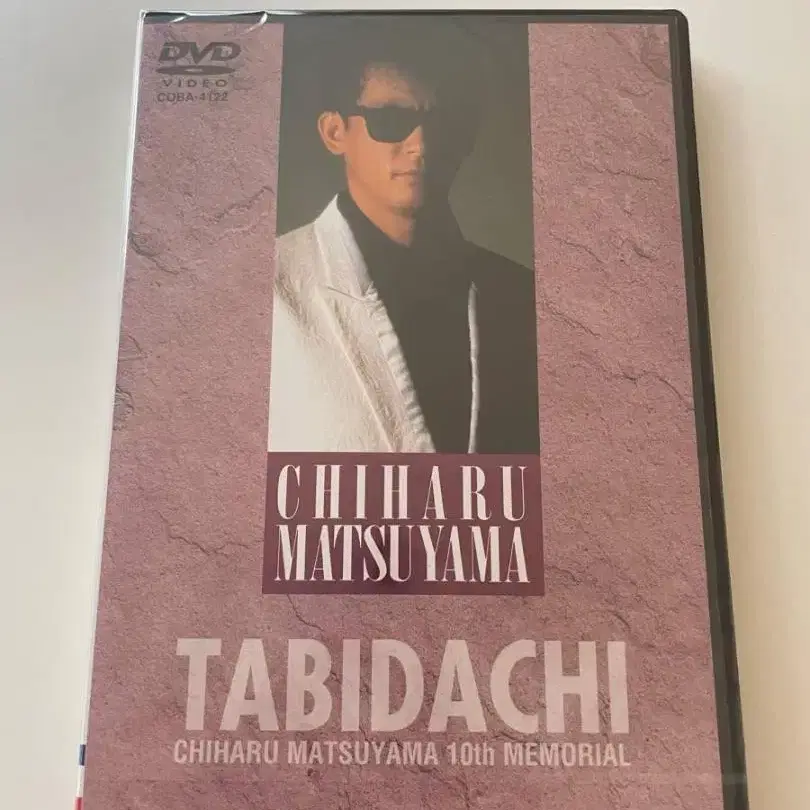 DVD
VIDEO
COBA-4122
CHIHARU
MATSUYAMA
TABIDACHI
CHIHARU MATSUYAMA 10th MEMORIAL